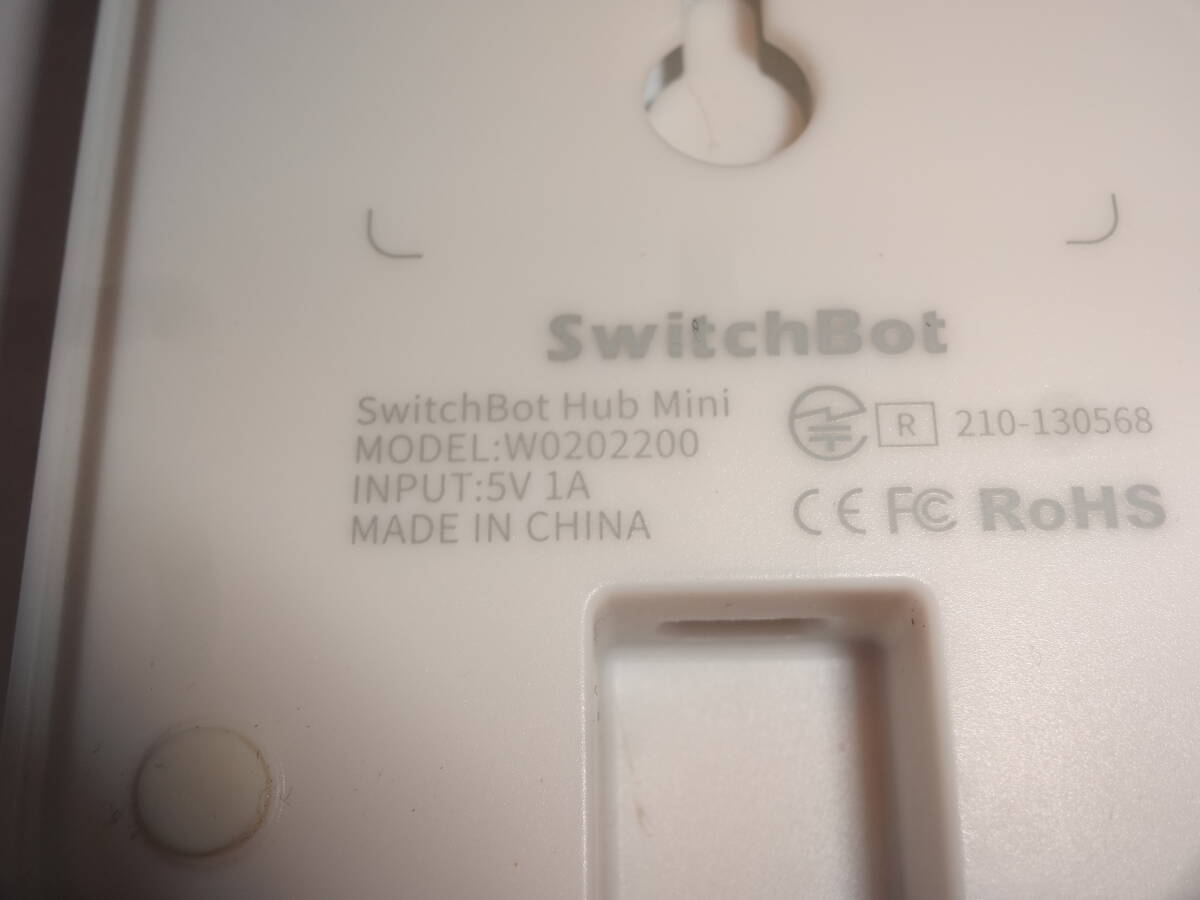 SwitchBot
SwitchBot Hub Mini
MODEL:W0202200
INPUT:5V 1A
MADE IN CHINA
R 210-130568
CE FC RoHS